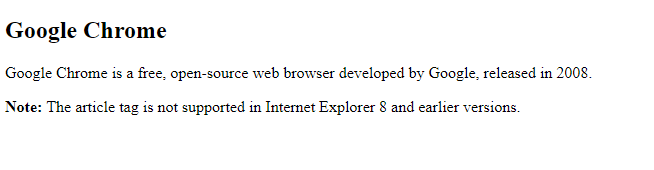 Google Chrome
Google Chrome is a free, open-source web browser developed by Google, released in 2008.
Note: The article tag is not supported in Internet Explorer 8 and earlier versions.